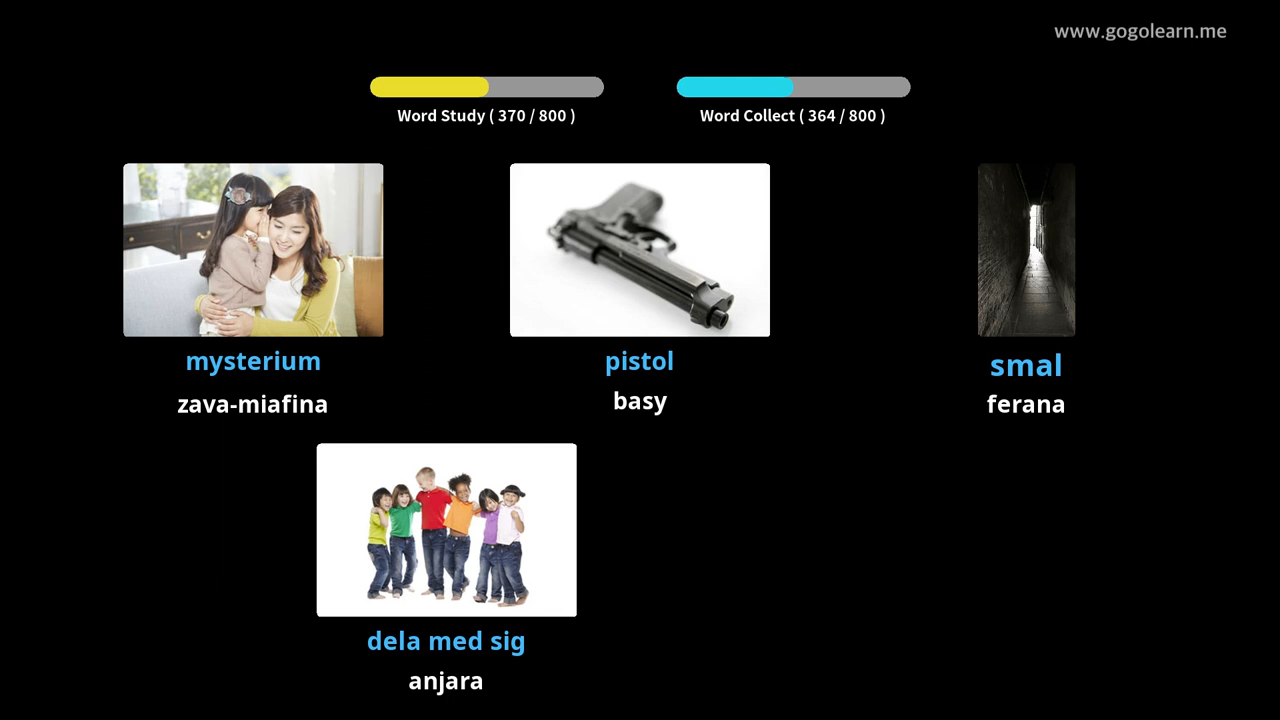 www.gogolearn.me
Word Study ( 370 / 800 )
Word Collect ( 364 / 800 )
mysterium
zava-miafina
pistol
basy
smal
ferana
dela med sig
anjara